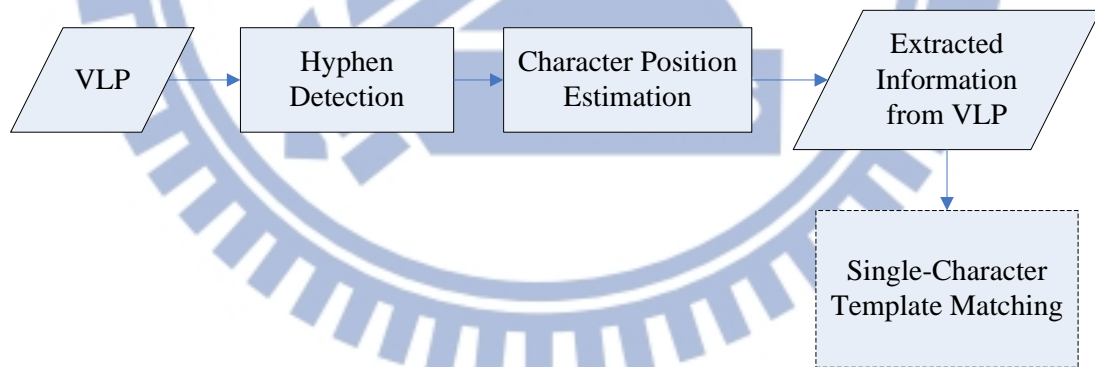 VLP
Hyphen
Detection
Character Position
Estimation
Extracted
Information
from VLP
Single-Character
Template Matching